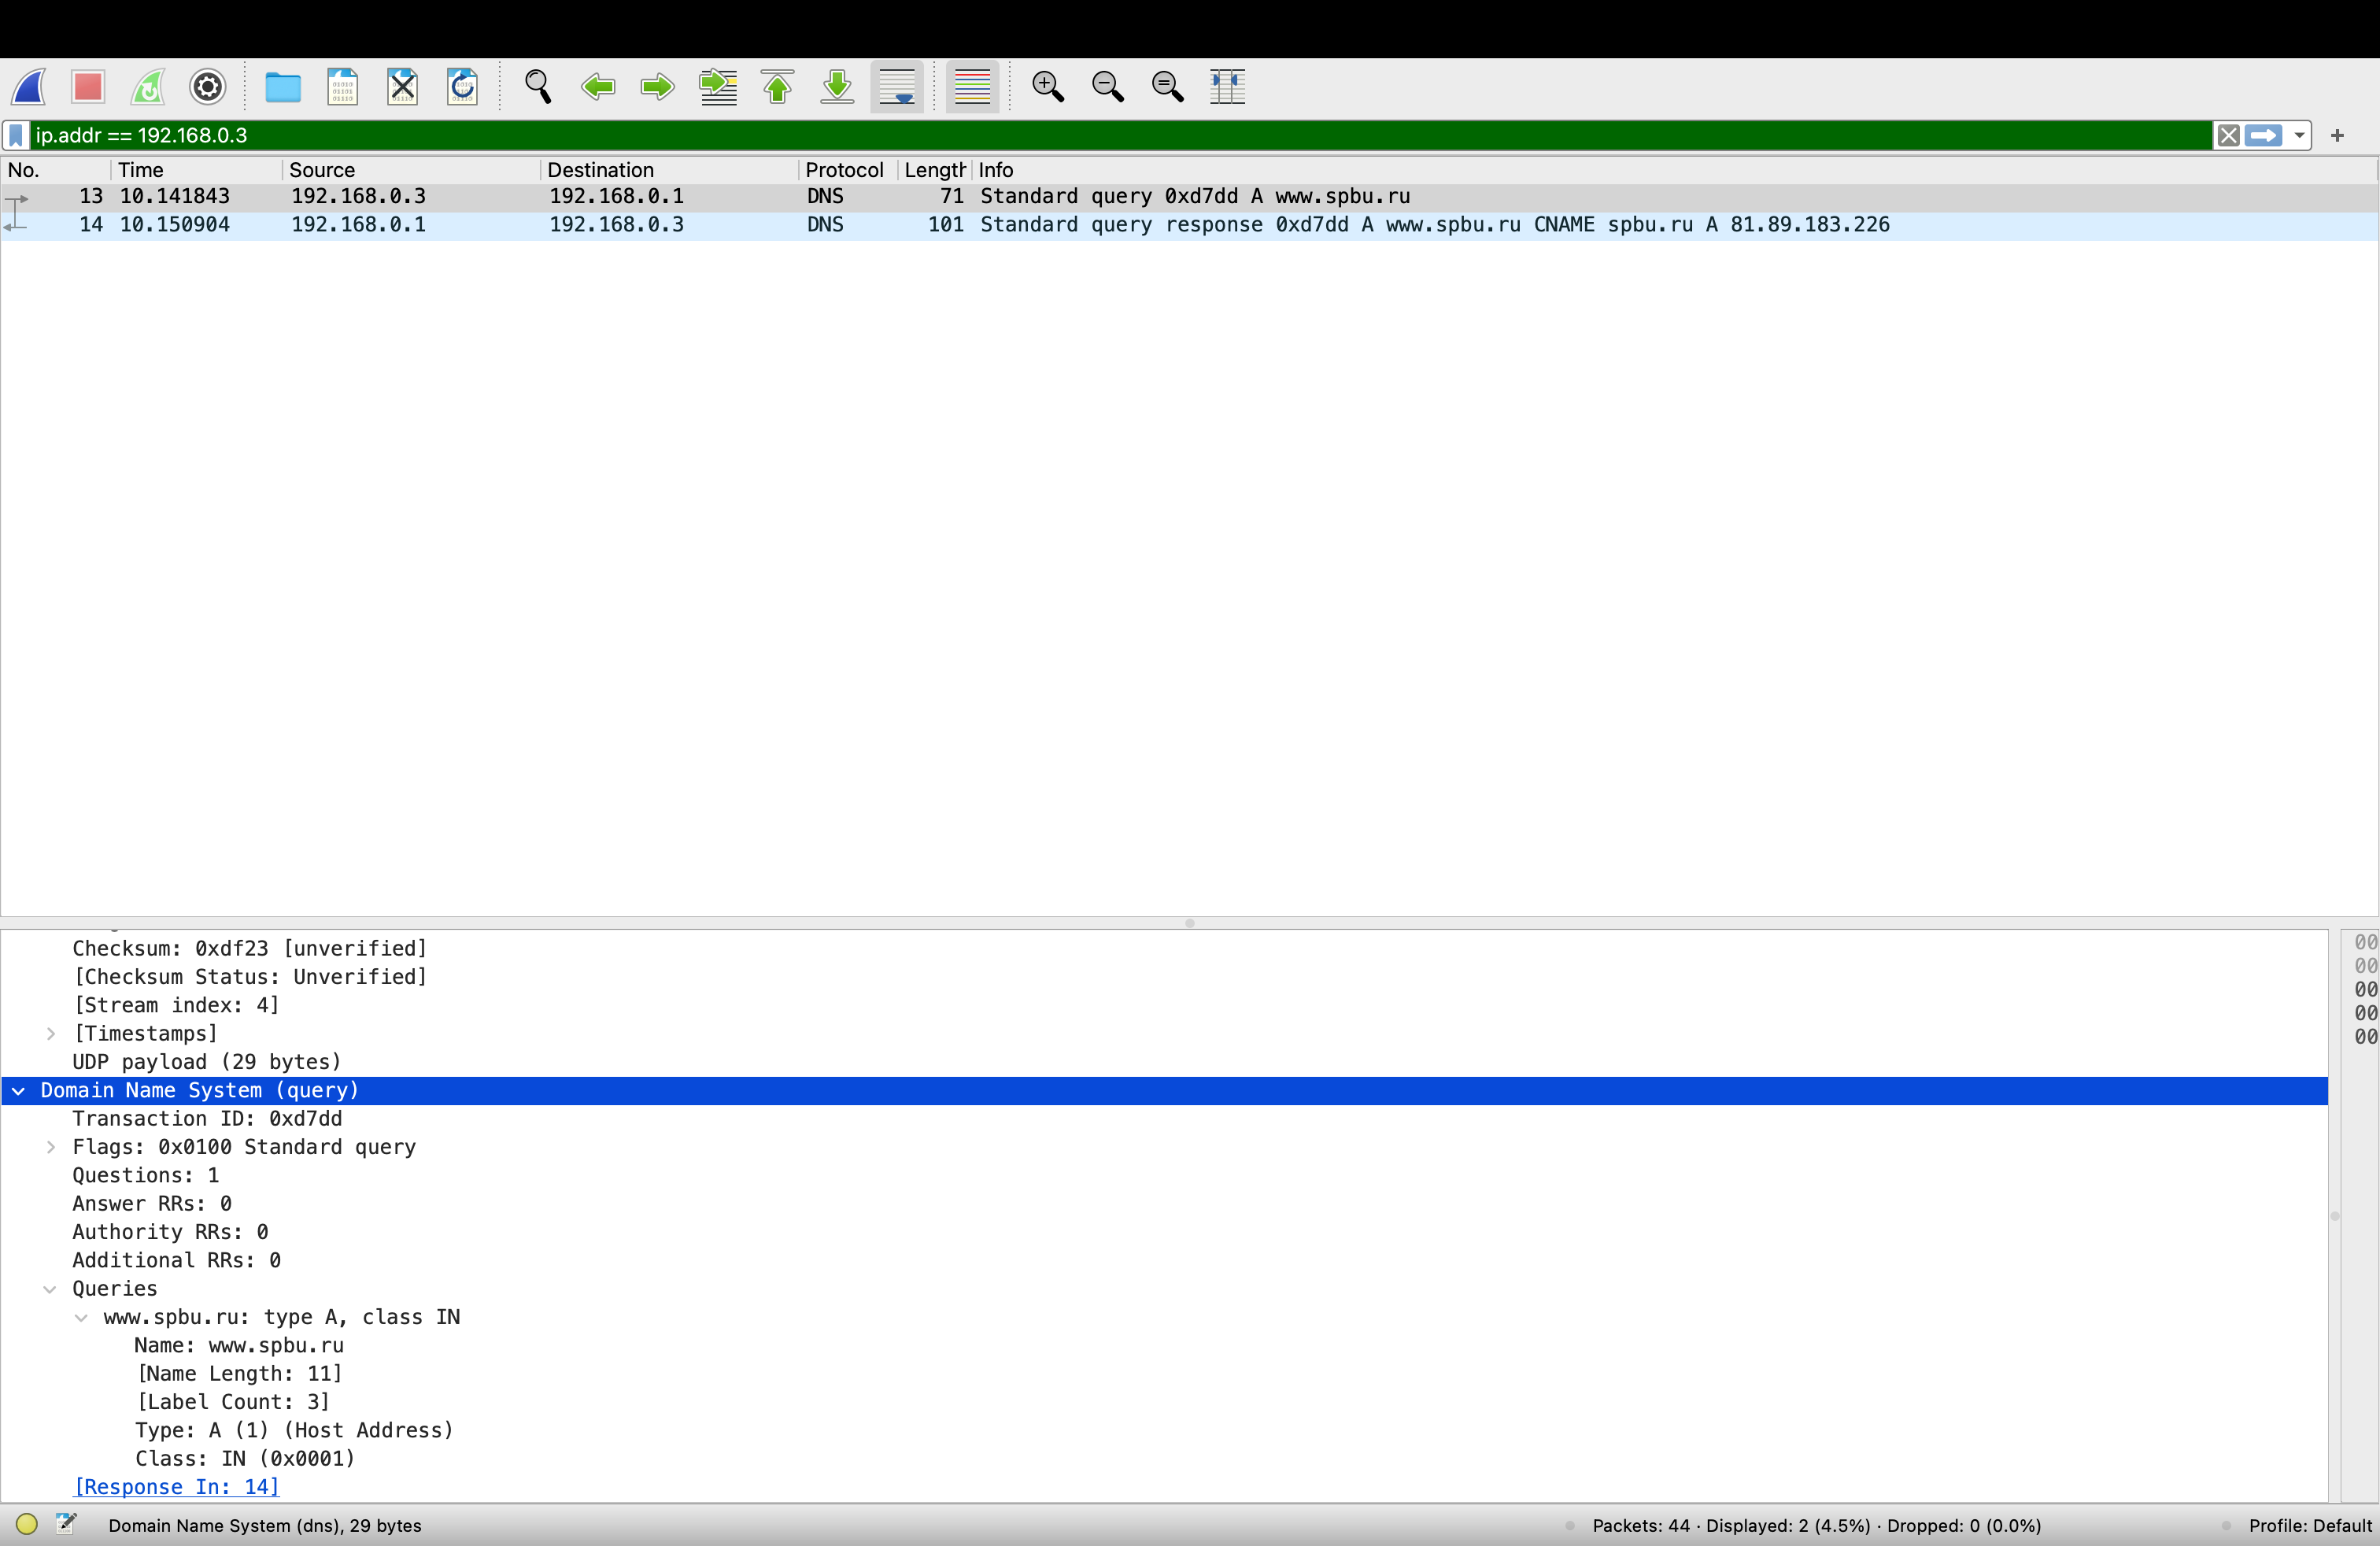 ip.addr == 192.168.0.3
No. Time Source Destination Protocol Length Info
13 10.141843 192.168.0.3 192.168.0.1 DNS 71 Standard query 0xd7dd A www.spbu.ru
14 10.150904 192.168.0.1 192.168.0.3 DNS 101 Standard query response 0xd7dd A www.spbu.ru CNAME spbu.ru A 81.89.183.226
Checksum: 0xdf23 [unverified]
[Checksum Status: Unverified]
[Stream index: 4]
[Timestamps]
UDP payload (29 bytes)
Domain Name System (query)
Transaction ID: 0xd7dd
Flags: 0x0100 Standard query
Questions: 1
Answer RRs: 0
Authority RRs: 0
Additional RRs: 0
Queries
www.spbu.ru: type A, class IN
Name: www.spbu.ru
[Name Length: 11]
[Label Count: 3]
Type: A (1) (Host Address)
Class: IN (0x0001)
[Response In: 14]
00
00
00
00
00
Domain Name System (dns), 29 bytes
Packets: 44 · Displayed: 2 (4.5%) · Dropped: 0 (0.0%)
Profile: Default